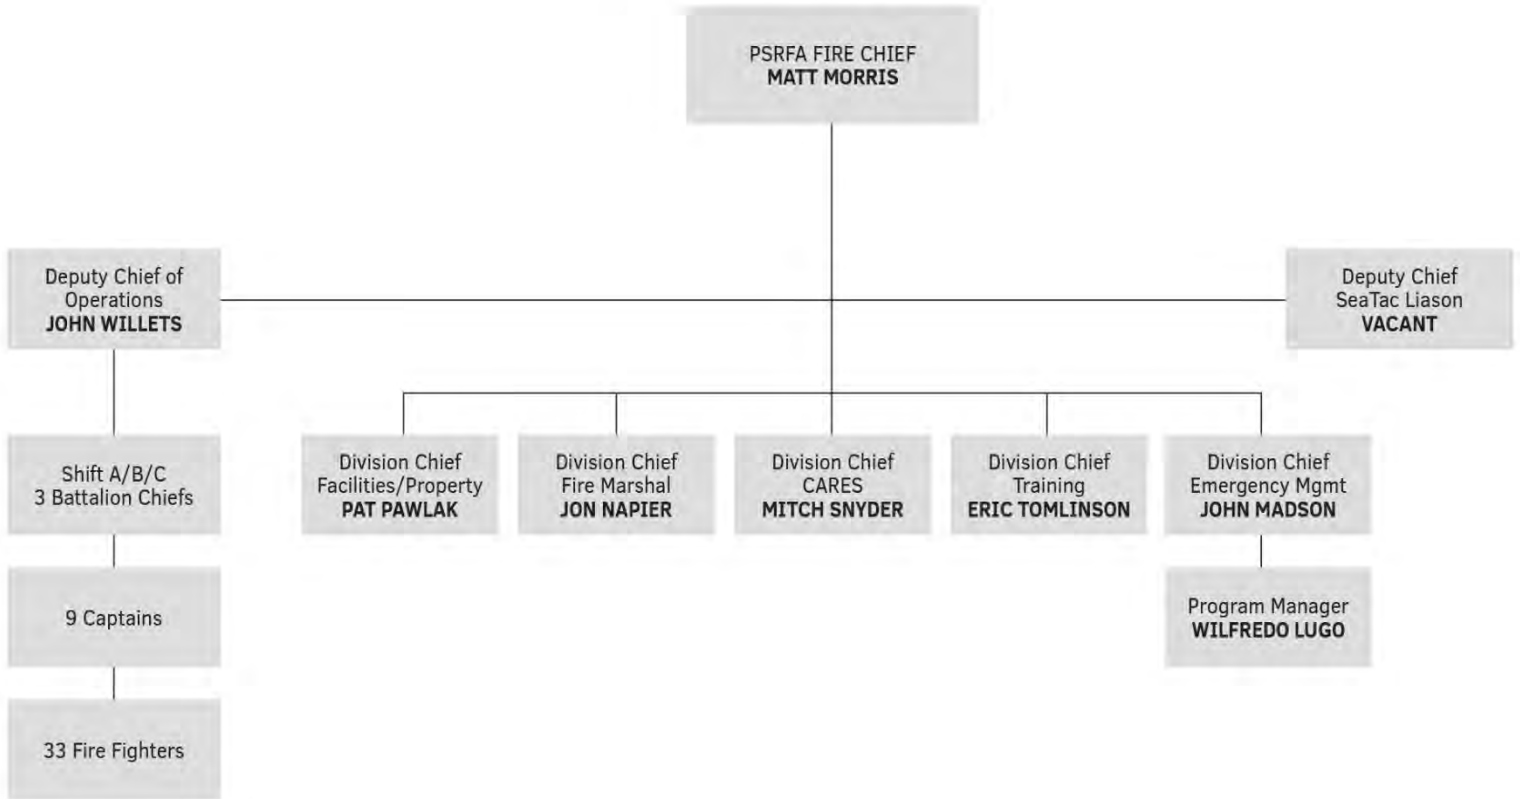 PSRFA FIRE CHIEF
MATT MORRIS
Deputy Chief of
Operations
JOHN WILLETS
Deputy Chief
SeaTac Liason
VACANT
Shift A/B/C
3 Battalion Chiefs
Division Chief
Facilities/Property
PAT PAWLAK
Division Chief
Fire Marshal
JON NAPIER
Division Chief
CARES
MITCH SNYDER
Division Chief
Training
ERIC TOMLINSON
Division Chief
Emergency Mgmt
JOHN MADSON
9 Captains
Program Manager
WILFREDO LUGO
33 Fire Fighters